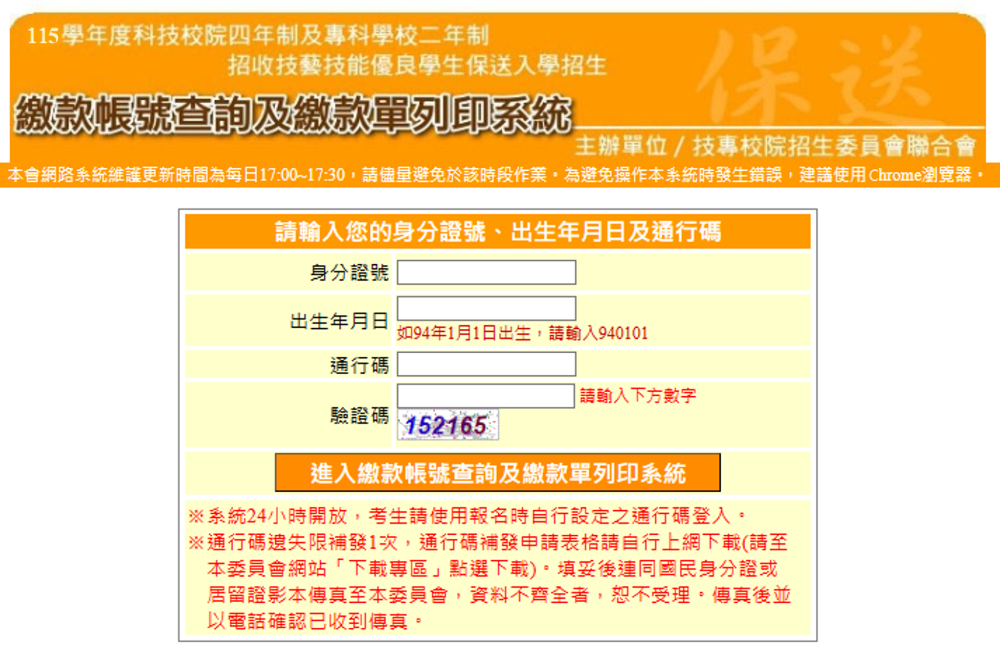 115學年度科技校院四年制及專科學校二年制
招收技藝技能優良學生保送入學招生
保送
繳款帳號查詢及繳款單列印系統
主辦單位 / 技專校院招生委員會聯合會
本會網路系統維護更新時間為每日17:00~17:30，請儘量避免於該時段作業。為避免操作本系統時發生錯誤，建議使用 Chrome瀏覽器。
請輸入您的身分證號、出生年月日及通行碼
身分證號
出生年月日
如94年1月1日出生，請輸入940101
通行碼
驗證碼
請輸入下方數字
152165
進入繳款帳號查詢及繳款單列印系統
※系統24小時開放，考生請使用報名時自行設定之通行碼登入。
※通行碼遺失限補發1次，通行碼補發申請表格請自行上網下載(請至
本委員會網站「下載專區」點選下載)。填妥後連同國民身分證或
居留證影本傳真至本委員會，資料不齊全者，恕不受理。傳真後並
以電話確認已收到傳真。